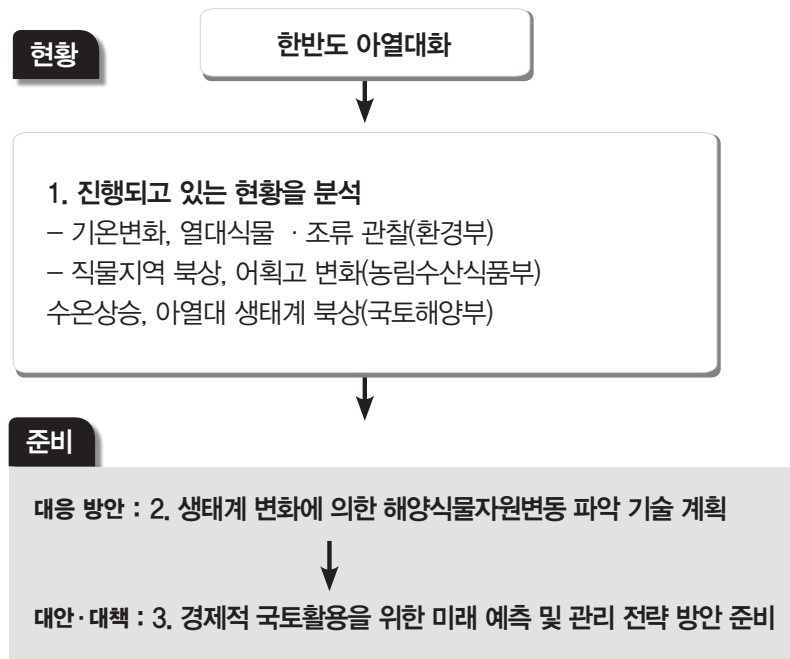 현황
한반도 아열대화
1. 진행되고 있는 현황을 분석
– 기온변화, 열대식물 · 조류 관찰(환경부)
– 직물지역 북상, 어획고 변화(농림수산식품부)
수온상승, 아열대 생태계 북상(국토해양부)
준비
대응 방안 : 2. 생태계 변화에 의한 해양식물자원변동 파악 기술 계획
대안·대책 : 3. 경제적 국토활용을 위한 미래 예측 및 관리 전략 방안 준비